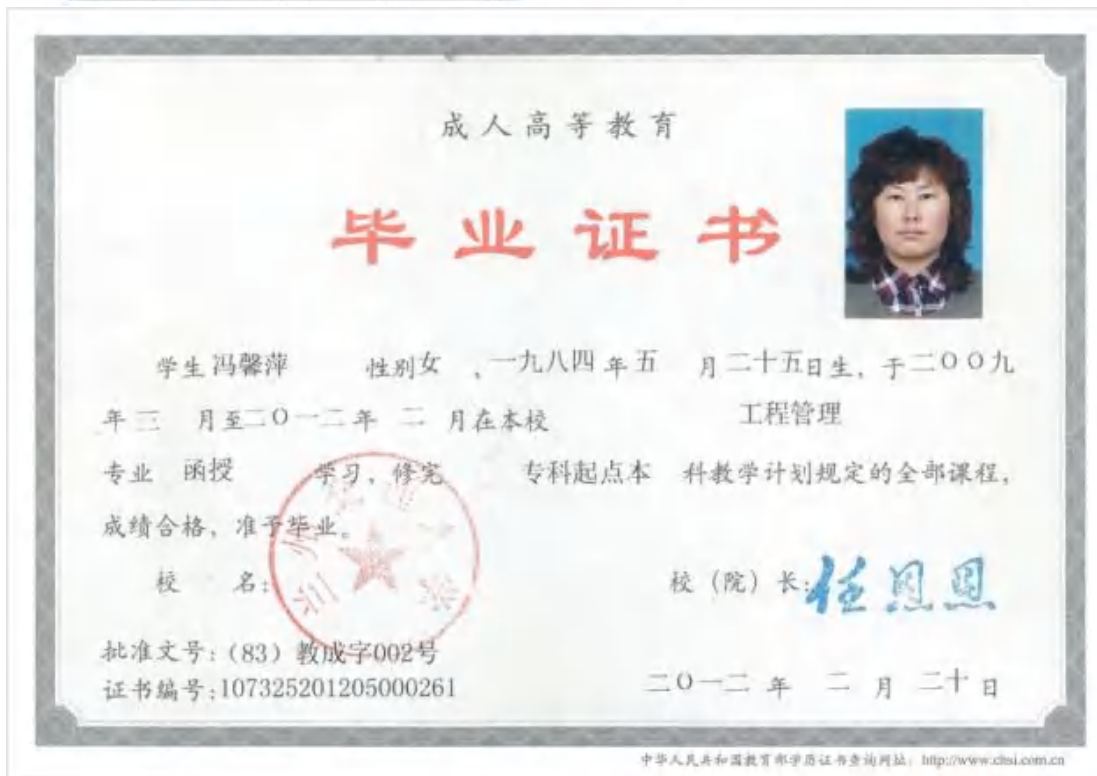 成人高等教育
毕业证书
学生 冯馨萍 性别 女 ，一九八四 年 五 月 二十五 日生，于 二〇〇九
年 三 月至 二〇一二 年 二 月在本校 工程管理
专业 函授 学习，修完 专科起点本 科教学计划规定的全部课程，
成绩合格，准予毕业。
校 名：
校（院）长：任恩恩
批准文号：（83）教成字002号
证书编号：107325201205000261
二〇一二 年 二 月 二十 日
中华人民共和国教育部学历证书查询网址：http://www.chsi.com.cn